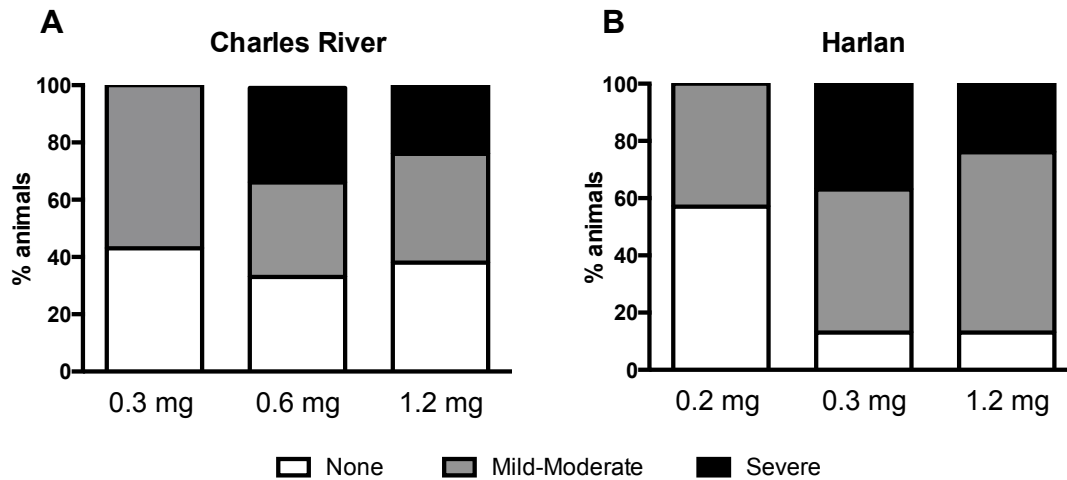 A
Charles River
% animals
100
80
60
40
20
0
0.3 mg 0.6 mg 1.2 mg
B
Harlan
% animals
100
80
60
40
20
0
0.2 mg 0.3 mg 1.2 mg
None Mild-Moderate Severe